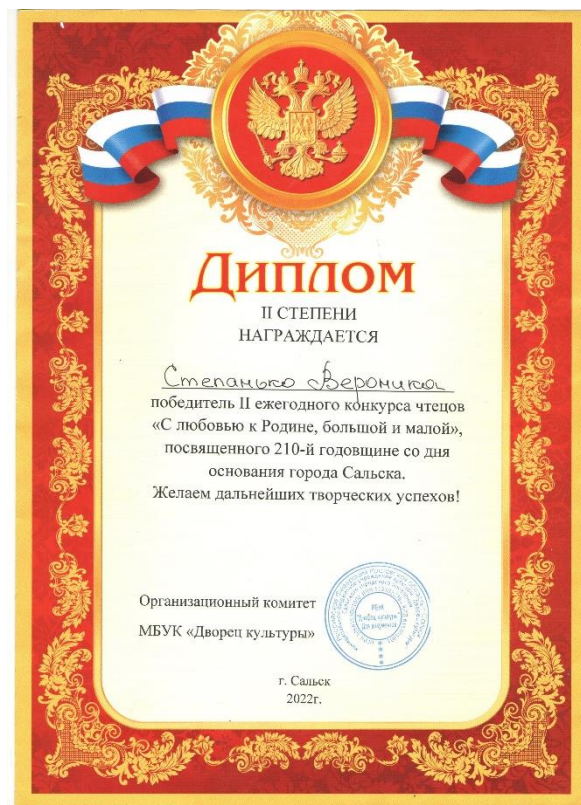 Диплом
II СТЕПЕНИ
НАГРАЖДАЕТСЯ
Степанько Вероника
победитель II ежегодного конкурса чтецов
«С любовью к Родине, большой и малой»,
посвященного 210-й годовщине со дня
основания города Сальска.
Желаем дальнейших творческих успехов!
Организационный комитет
МБУК «Дворец культуры»
г. Сальск
2022г.